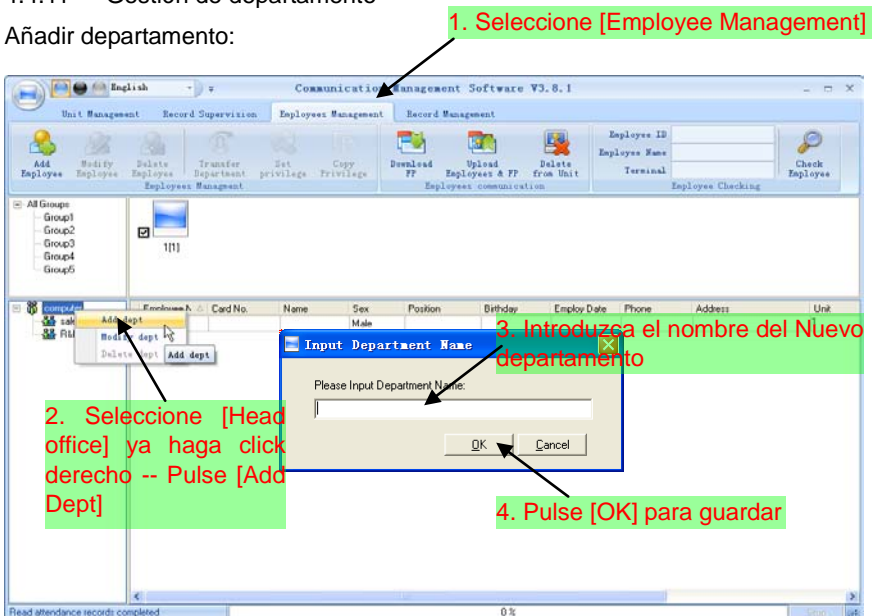 Añadir departamento:
1. Seleccione [Employee Management]
English
Communication Management Software V3.8.1
Unit Management Record Supervision Employees Management Record Management
Add Employee
Modify Employee
Delete Employee
Transfer Department
Set privilege
Copy Privilege
Employees Managment
Download FP
Upload Employees & FP
Delete from Unit
Employees communication
Employee ID
Employee Name
Terminal
Check Employee
Employee Checking
All Groups
Group1
Group2
Group3
Group4
Group5
1[1]
computer
Add dept
Modify dept
Delete dept
Add dept
Card No. Name Sex Position Birthday Employ Date Phone Address Unit
Male
1
3. Introduzca el nombre del Nuevo
departamento
Input Department Name
Please Input Department Name:
OK Cancel
2. Seleccione [Head
office] ya haga click
derecho -- Pulse [Add
Dept]
4. Pulse [OK] para guardar
Read attendance records completed
0 %
Stop